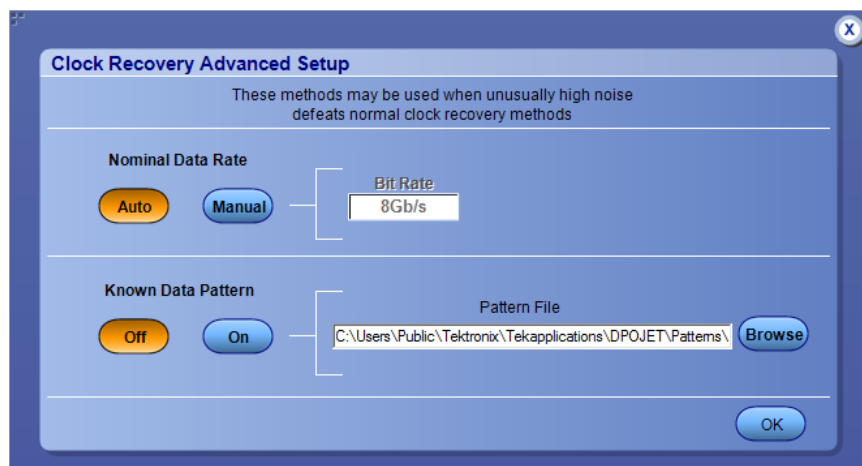 X
Clock Recovery Advanced Setup
These methods may be used when unusually high noise
defeats normal clock recovery methods
Nominal Data Rate
Auto
Manual
Bit Rate
8Gb/s
Known Data Pattern
Off
On
Pattern File
C:\Users\Public\Tektronix\Tekapplications\DPOJET\Patterns\
Browse
OK